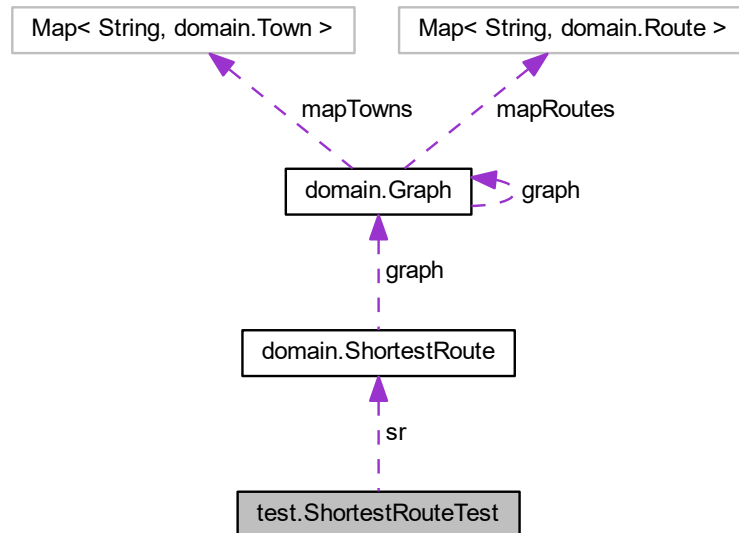 Map< String, domain.Town >
Map< String, domain.Route >
mapTowns
mapRoutes
domain.Graph
graph
graph
domain.ShortestRoute
sr
test.ShortestRouteTest